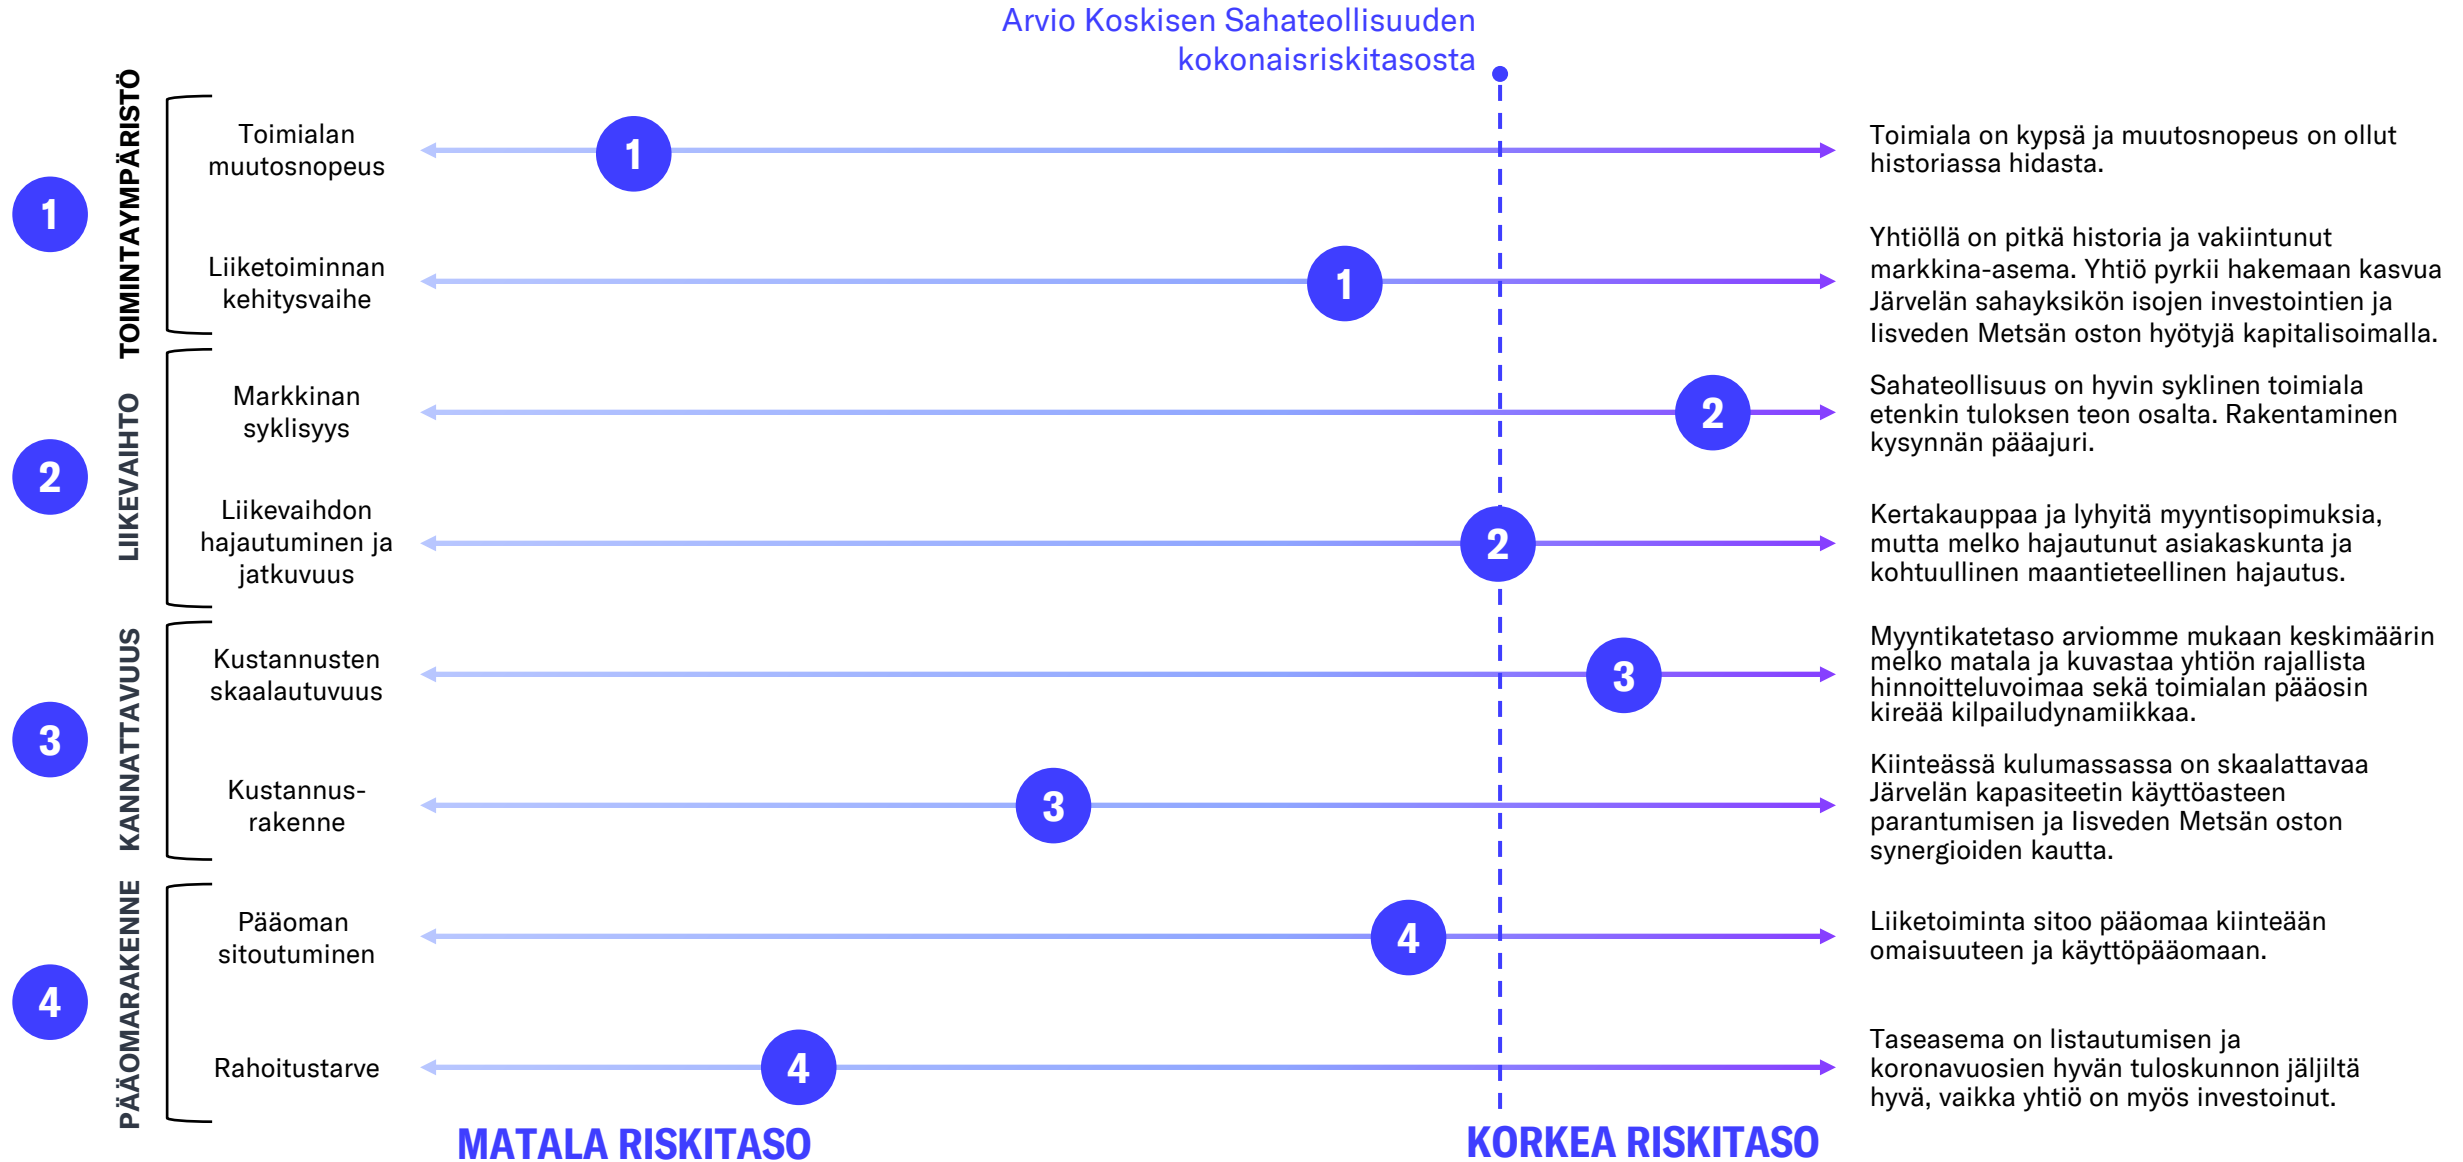 Arvio Koskisen Sahateollisuuden
kokonaisriskitasosta
1
TOIMINTAYMPÄRISTÖ
Toimialan
muutosnopeus
1
Toimiala on kypsä ja muutosnopeus on ollut
historiassa hidasta.
Liiketoiminnan
kehitysvaihe
1
Yhtiöllä on pitkä historia ja vakiintunut
markkina-asema. Yhtiö pyrkii hakemaan kasvua
Järvelän sahayksikön isojen investointien ja
Iisveden Metsän oston hyötyjä kapitalisoimalla.
2
LIIKEVAIHTO
Markkinan
syklisyys
2
Sahateollisuus on hyvin syklinen toimiala
etenkin tuloksen teon osalta. Rakentaminen
kysynnän pääajuri.
Liikevaihdon
hajautuminen ja
jatkuvuus
2
Kertakauppaa ja lyhyitä myyntisopimuksia,
mutta melko hajautunut asiakaskunta ja
kohtuullinen maantieteellinen hajautus.
3
KANNATTAVUUS
Kustannusten
skaalautuvuus
3
Myyntikatetaso arviomme mukaan keskimäärin
melko matala ja kuvastaa yhtiön rajallista
hinnoitteluvoimaa sekä toimialan pääosin
kireää kilpailudynamiikkaa.
Kustannus-
rakenne
3
Kiinteässä kulumassassa on skaalattavaa
Järvelän kapasiteetin käyttöasteen
parantumisen ja Iisveden Metsän oston
synergioiden kautta.
4
PÄÄOMARAKENNE
Pääoman
sitoutuminen
4
Liiketoiminta sitoo pääomaa kiinteään
omaisuuteen ja käyttöpääomaan.
Rahoitustarve
4
Taseasema on listautumisen ja
koronavuosien hyvän tuloskunnon jäljiltä
hyvä, vaikka yhtiö on myös investoinut.
MATALA RISKITASO
KORKEA RISKITASO